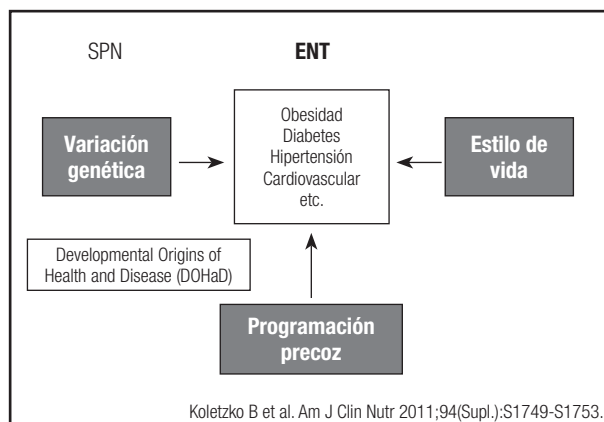 SPN
ENT
Variación
genética
Obesidad
Diabetes
Hipertensión
Cardiovascular
etc.
Estilo de
vida
Developmental Origins of
Health and Disease (DOHaD)
Programación
precoz
Koletzko B et al. Am J Clin Nutr 2011;94(Supl.):S1749-S1753.